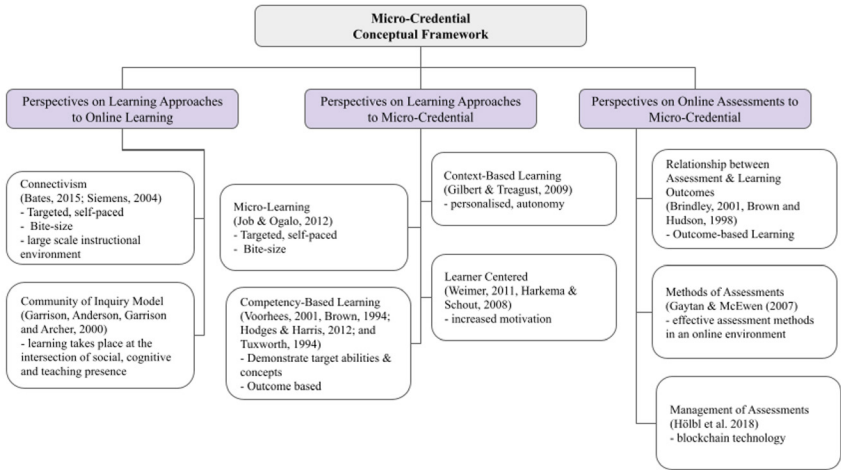 Micro-Credential
Conceptual Framework
Perspectives on Learning Approaches
to Online Learning
Perspectives on Learning Approaches
to Micro-Credential
Perspectives on Online Assessments to
Micro-Credential
Connectivism
(Bates, 2015; Siemens, 2004)
- Targeted, self-paced
- Bite-size
- large scale instructional
environment
Community of Inquiry Model
(Garrison, Anderson, Garrison
and Archer, 2000)
- learning takes place at the
intersection of social, cognitive
and teaching presence
Micro-Learning
(Job & Ogalo, 2012)
- Targeted, self-paced
- Bite-size
Competency-Based Learning
(Voorhees, 2001, Brown, 1994;
Hodges & Harris, 2012; and
Tuxworth, 1994)
- Demonstrate target abilities &
concepts
- Outcome based
Context-Based Learning
(Gilbert & Treagust, 2009)
- personalised, autonomy
Learner Centered
(Weimer, 2011, Harkema &
Schout, 2008)
- increased motivation
Relationship between
Assessment & Learning
Outcomes
(Brindley, 2001, Brown and
Hudson, 1998)
- Outcome-based Learning
Methods of Assessments
(Gaytan & McEwen (2007)
- effective assessment methods
in an online environment
Management of Assessments
(Hölbl et al. 2018)
- blockchain technology